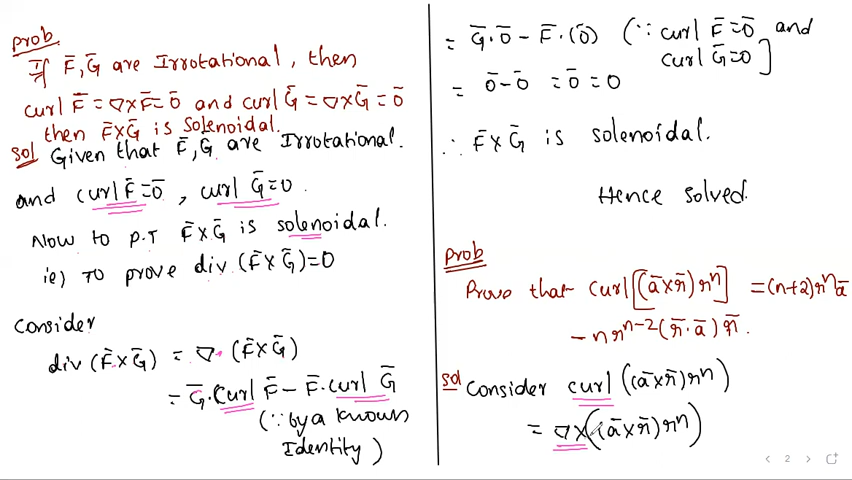 prob
If F̄, Ḡ are Irrotational, then
curl F̄ = ∇×F̄ = 0̄ and curl Ḡ = ∇×Ḡ = 0̄
then F̄×Ḡ is Solenoidal.
Sol Given that F̄, Ḡ are Irrotational.
and curl F̄ = 0̄, curl Ḡ = 0.
Now to P.T F̄×Ḡ is solenoidal.
ie) To prove div (F̄×Ḡ) = 0
Consider
div (F̄×Ḡ) = ∇·(F̄×Ḡ)
= Ḡ·Curl F̄ − F̄·curl Ḡ
(∵ by a known
Identity)
= Ḡ·0̄ − F̄·(0̄) (∵ curl F̄ = 0̄ and
curl Ḡ = 0]
= 0̄ − 0̄ = 0̄ = 0
∴ F̄×Ḡ is solenoidal.
Hence solved.
prob
Prove that curl[(ā×r̄)rⁿ] = (n+2)rⁿā
− n rⁿ⁻²(r̄·ā)r̄.
Sol Consider curl ((ā×r̄)rⁿ)
= ∇×((ā×r̄)rⁿ)
2